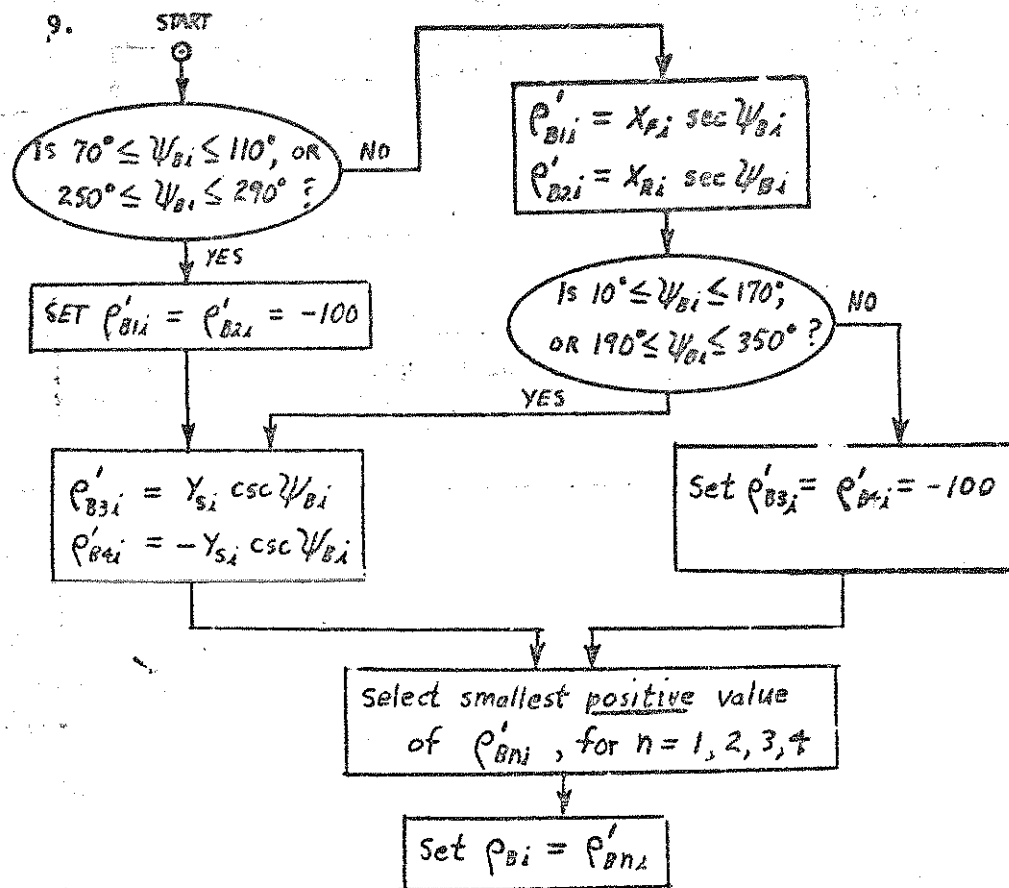 9.
START
Is 70° ≤ ψBi ≤ 110°, OR
250° ≤ ψBi ≤ 290° ?
NO
YES
SET ρ'B1i = ρ'B2i = -100
ρ'B1i = XFi sec ψBi
ρ'B2i = XRi sec ψBi
Is 10° ≤ ψBi ≤ 170°,
OR 190° ≤ ψBi ≤ 350° ?
NO
YES
ρ'B3i = YSi csc ψBi
ρ'B4i = -YSi csc ψBi
Set ρ'B3i = ρ'B4i = -100
Select smallest positive value
of ρ'Bni , for n = 1, 2, 3, 4
Set ρBi = ρ'Bni